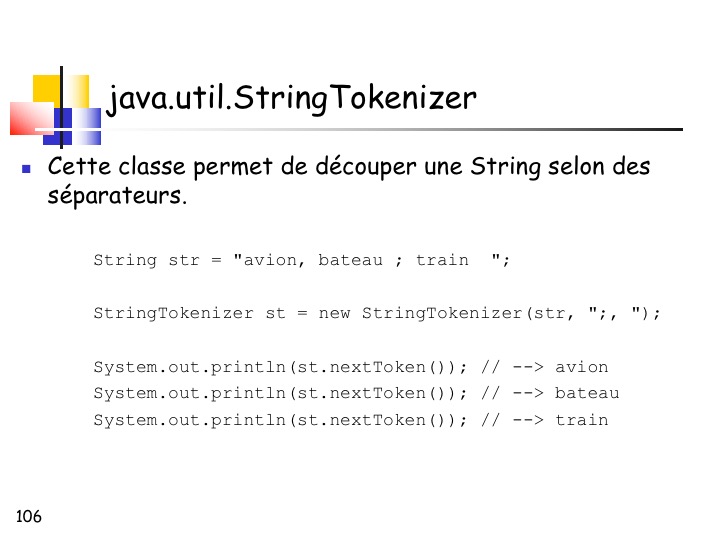 java.util.StringTokenizer
Cette classe permet de découper une String selon des
séparateurs.
String str = "avion, bateau ; train  ";
StringTokenizer st = new StringTokenizer(str, ";, ");
System.out.println(st.nextToken()); // --> avion
System.out.println(st.nextToken()); // --> bateau
System.out.println(st.nextToken()); // --> train
106